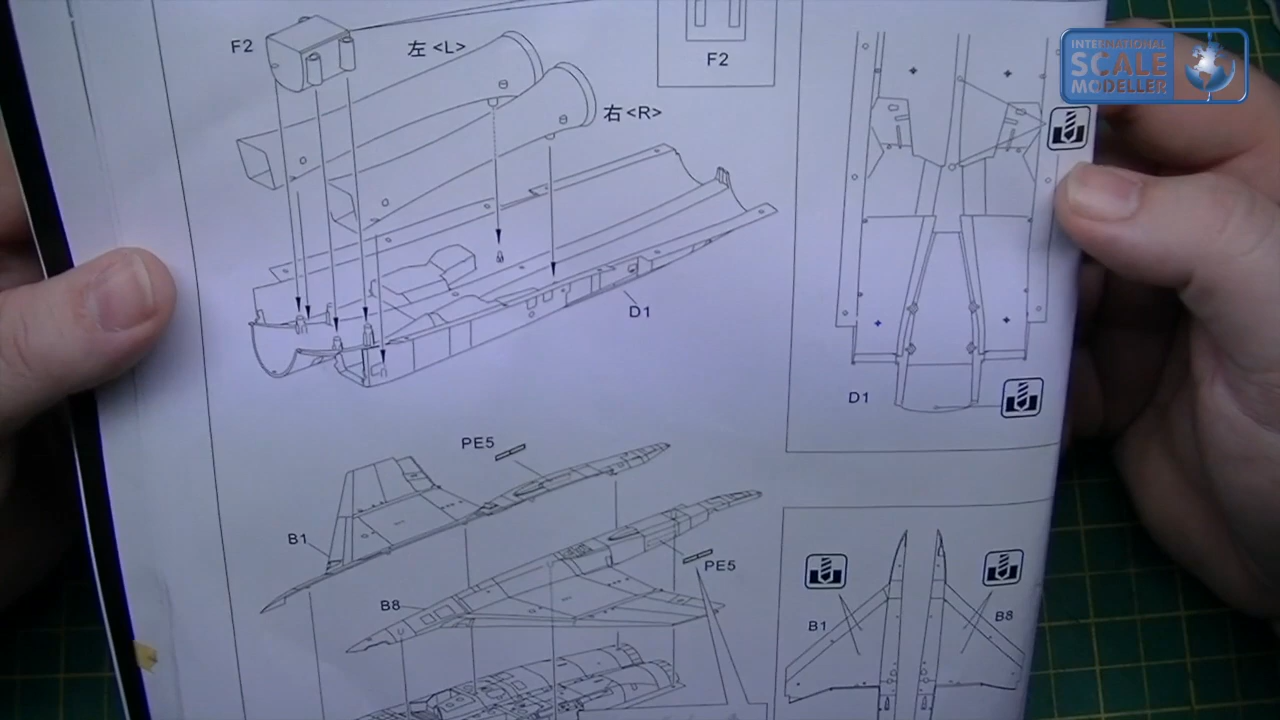 F2
左<L>
右<R>
F2
INTERNATIONAL
SCALE
MODELLER
D1
D1
PE5
B1
B8
PE5
B1
B8